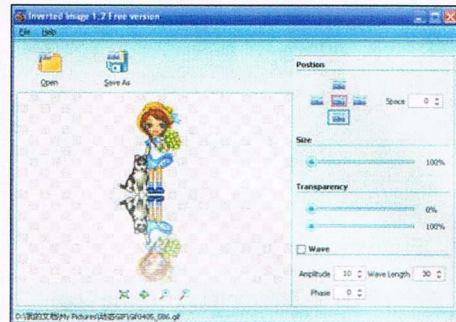 Inverted Image 1.2 Free version
File Help
Open Save As
Postion
Space 0
Size
100%
Transparency
0%
100%
Wave
Amplitude 10 Wave Length 30
Phase 0
D:\我的文档\My Pictures\动态GIF\Gif0405_086.gif